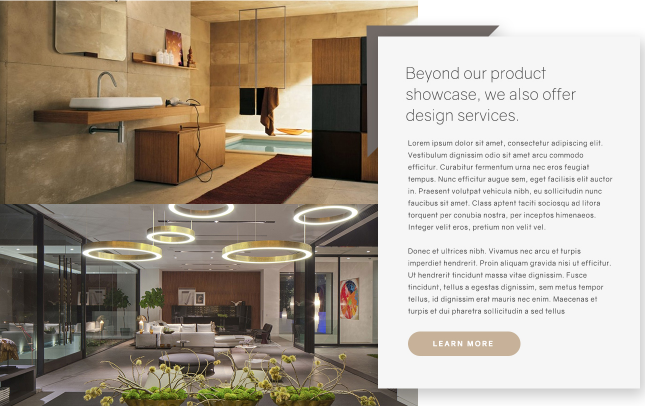 Beyond our product
showcase, we also offer
design services.
Lorem ipsum dolor sit amet, consectetur adipiscing elit.
Vestibulum dignissim odio sit amet arcu commodo
efficitur. Curabitur fermentum urna nec eros feugiat
tempus. Nunc efficitur augue sem, eget facilisis elit auctor
in. Praesent volutpat vehicula nibh, eu sollicitudin nunc
faucibus sit amet. Class aptent taciti sociosqu ad litora
torquent per conubia nostra, per inceptos himenaeos.
Integer velit eros, pretium non velit vel.
Donec et ultrices nibh. Vivamus nec arcu et turpis
imperdiet hendrerit. Proin aliquam gravida nisi ut efficitur.
Ut hendrerit tincidunt massa vitae dignissim. Fusce
tincidunt, tellus a egestas dignissim, sem metus tempor
tellus, id dignissim erat mauris nec enim. Maecenas et
turpis et dui pharetra sollicitudin a sed tellus
LEARN MORE